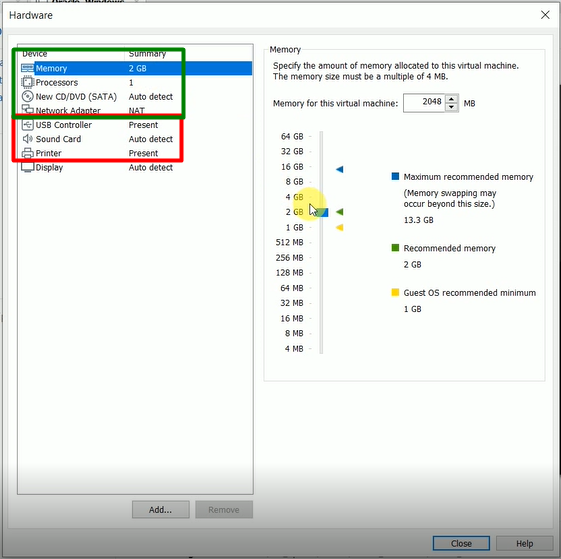 Oracle Windows
Hardware
Device Summary
Memory 2 GB
Processors 1
New CD/DVD (SATA) Auto detect
Network Adapter NAT
USB Controller Present
Sound Card Auto detect
Printer Present
Display Auto detect
Add...
Remove
Memory
Specify the amount of memory allocated to this virtual machine.
The memory size must be a multiple of 4 MB.
Memory for this virtual machine: 2048 MB
64 GB
32 GB
16 GB
8 GB
4 GB
2 GB
1 GB
512 MB
256 MB
128 MB
64 MB
32 MB
16 MB
8 MB
4 MB
Maximum recommended memory
(Memory swapping may
occur beyond this size.)
13.3 GB
Recommended memory
2 GB
Guest OS recommended minimum
1 GB
Close
Help